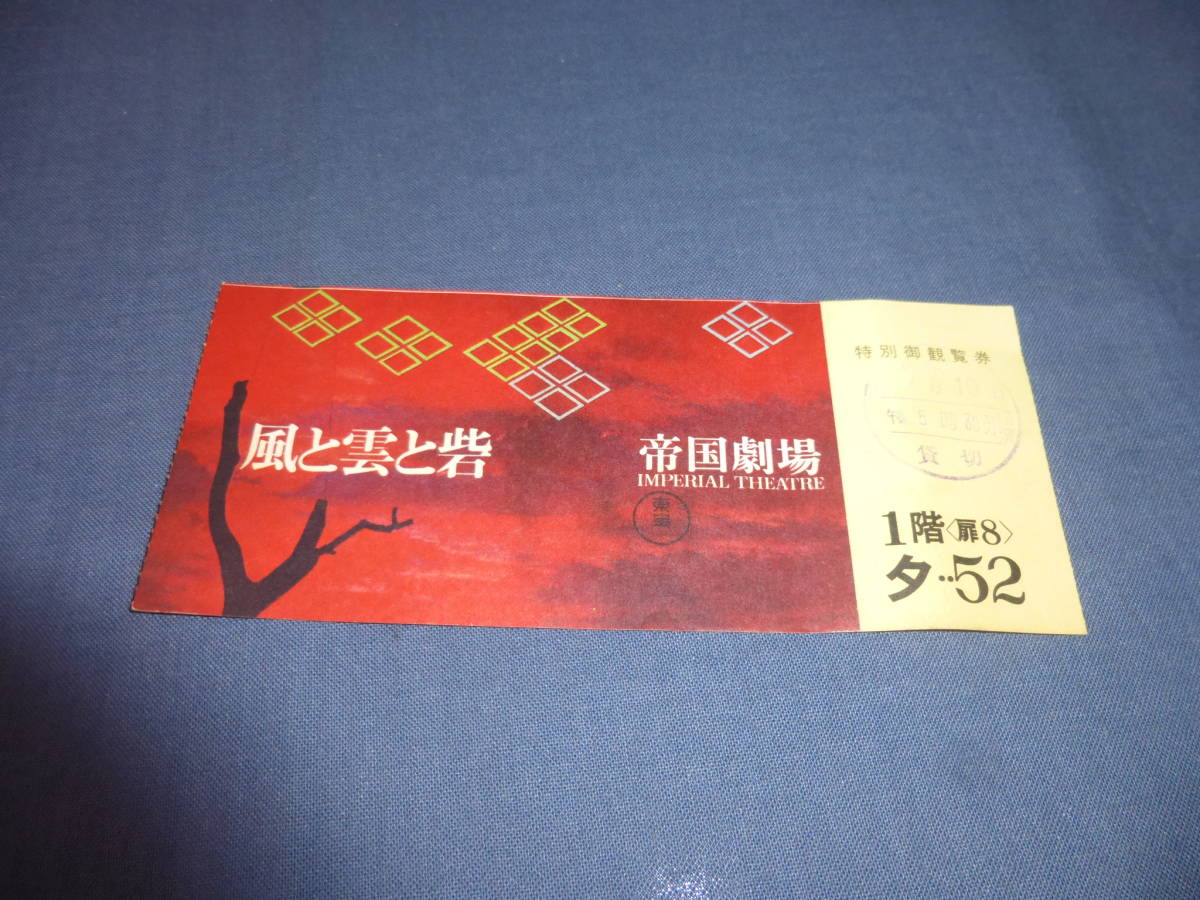 風と雲と砦
帝国劇場
IMPERIAL THEATRE
特別御観覧券
貸切
1階〈扉8〉
タ‥52